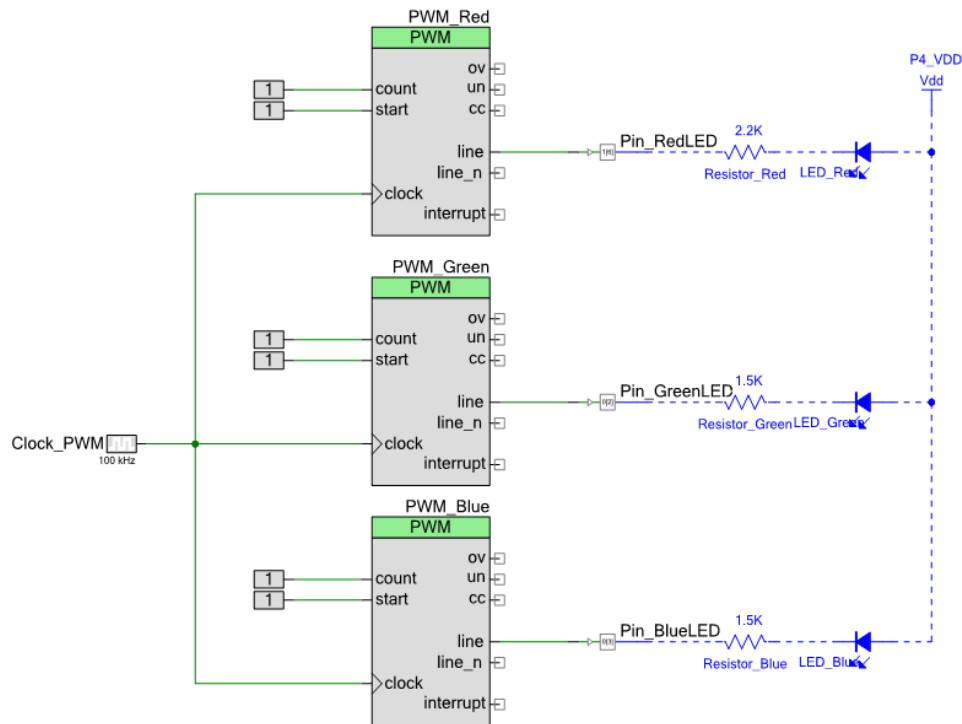 PWM_Red
PWM
ov
un
cc
1 count
1 start
line
line_n
clock
interrupt
Pin_RedLED
2.2K
Resistor_Red
LED_Red
P4_VDD
Vdd
PWM_Green
PWM
ov
un
cc
1 count
1 start
line
line_n
clock
interrupt
0[2]
Pin_GreenLED
1.5K
Resistor_Green
LED_Green
Clock_PWM
100 kHz
PWM_Blue
PWM
ov
un
cc
1 count
1 start
line
line_n
clock
interrupt
Pin_BlueLED
1.5K
Resistor_Blue
LED_Blue